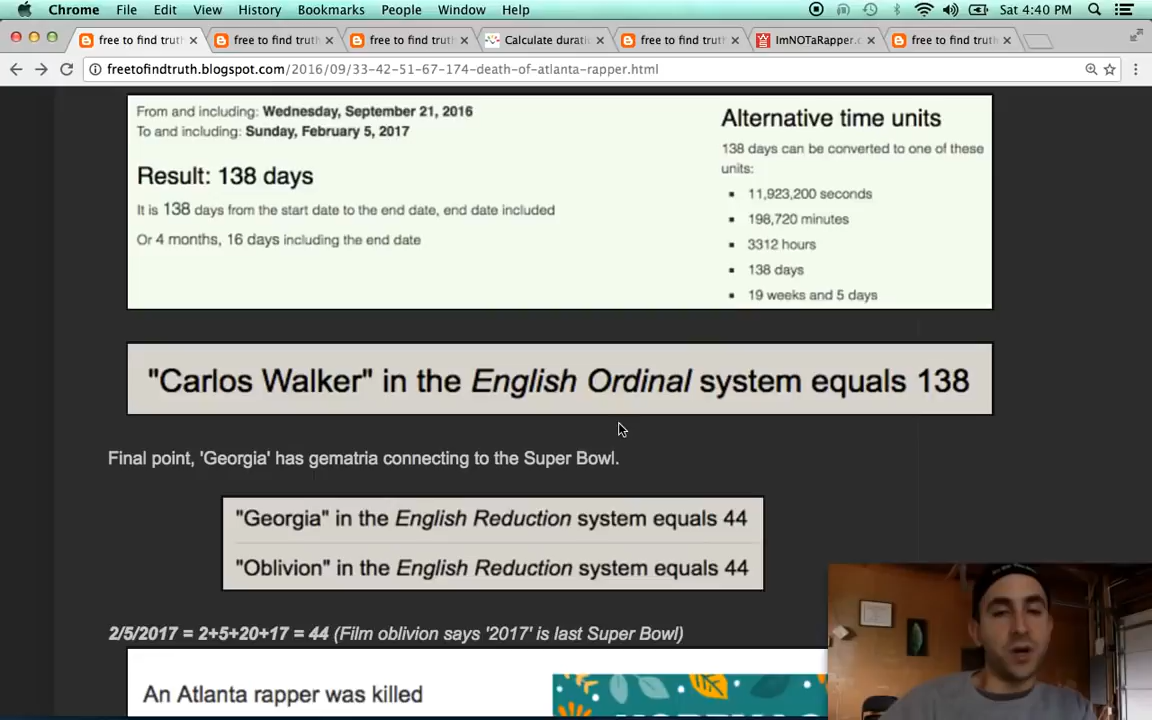 Chrome File Edit View History Bookmarks People Window Help Sat 4:40 PM
free to find truth free to find truth free to find truth Calculate durati free to find truth ImNOTaRapper.c free to find truth
freetofindtruth.blogspot.com/2016/09/33-42-51-67-174-death-of-atlanta-rapper.html
From and including: Wednesday, September 21, 2016
To and including: Sunday, February 5, 2017
Result: 138 days
It is 138 days from the start date to the end date, end date included
Or 4 months, 16 days including the end date
Alternative time units
138 days can be converted to one of these
units:
11,923,200 seconds
198,720 minutes
3312 hours
138 days
19 weeks and 5 days
"Carlos Walker" in the English Ordinal system equals 138
Final point, 'Georgia' has gematria connecting to the Super Bowl.
"Georgia" in the English Reduction system equals 44
"Oblivion" in the English Reduction system equals 44
2/5/2017 = 2+5+20+17 = 44 (Film oblivion says '2017' is last Super Bowl)
An Atlanta rapper was killed